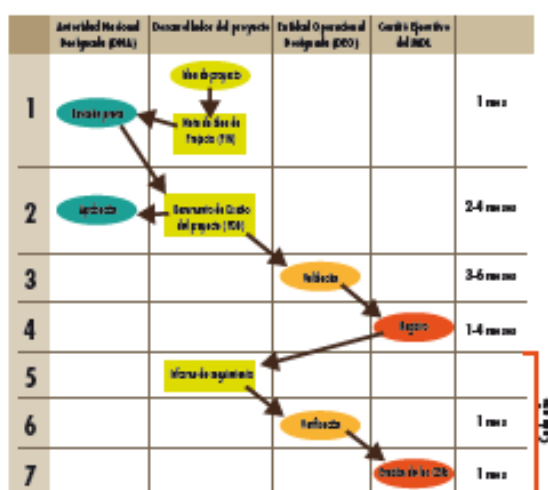 Autoridad Nacional
Designada (DNA)
Desarrollador del proyecto
Entidad Operacional
Designada (DEO)
Comité Ejecutivo
del MDL
1
Idea de proyecto
Nota de Idea de
Proyecto (PIN)
1 mes
2
Aprobación
Documento de Diseño
del proyecto (PDD)
2-4 meses
3
Validación
3-6 meses
4
Registro
1-4 meses
5
Informe de seguimiento
6
Verificación
1 mes
7
Emisión de los CERs
1 mes
Cada año